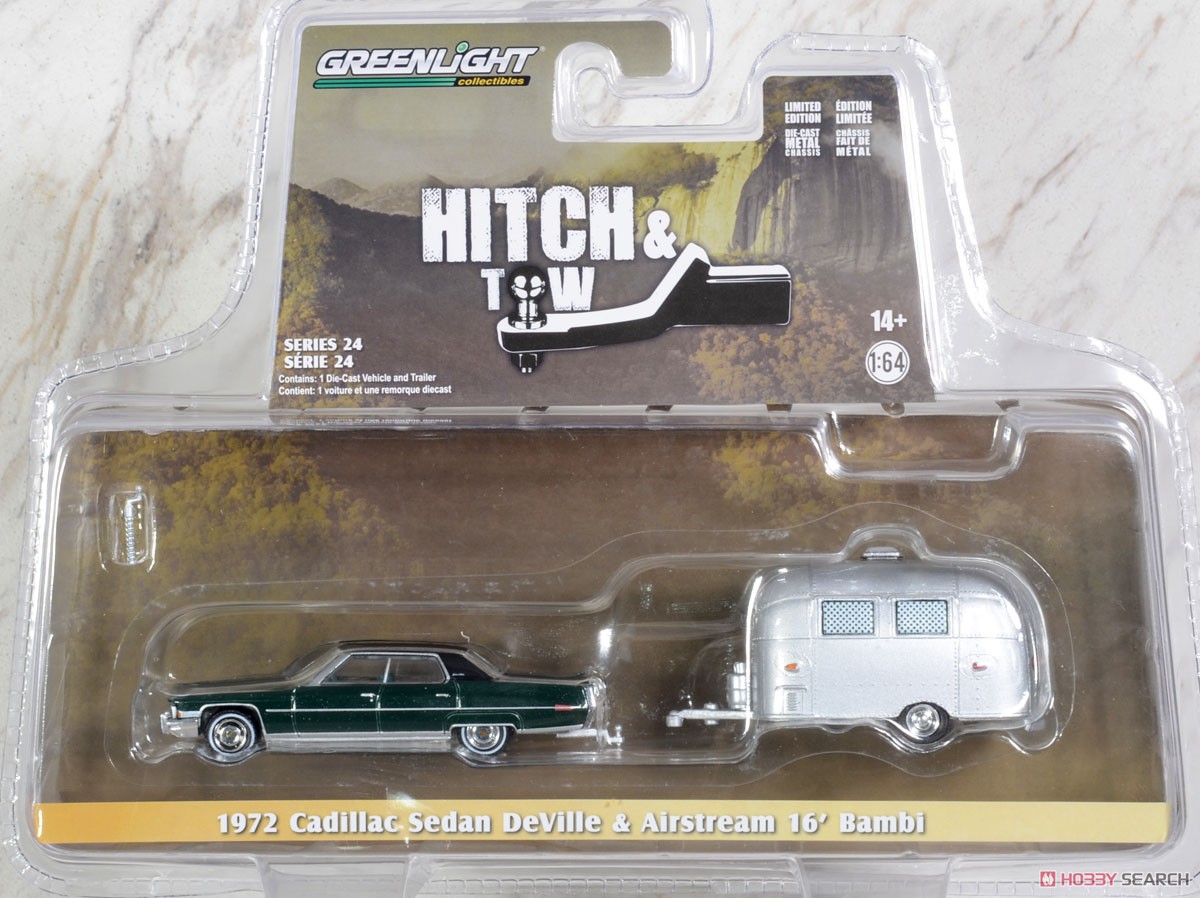 GREENLiGHT
collectibles
LIMITED EDITION
DIE-CAST METAL CHASSIS
ÉDITION LIMITÉE
CHÂSSIS FAIT DE MÉTAL
HITCH &
TOW
14+
1:64
SERIES 24
SÉRIE 24
Contains: 1 Die-Cast Vehicle and Trailer
Contient: 1 voiture et une remorque diecast
1972 Cadillac Sedan DeVille & Airstream 16' Bambi
HOBBY SEARCH